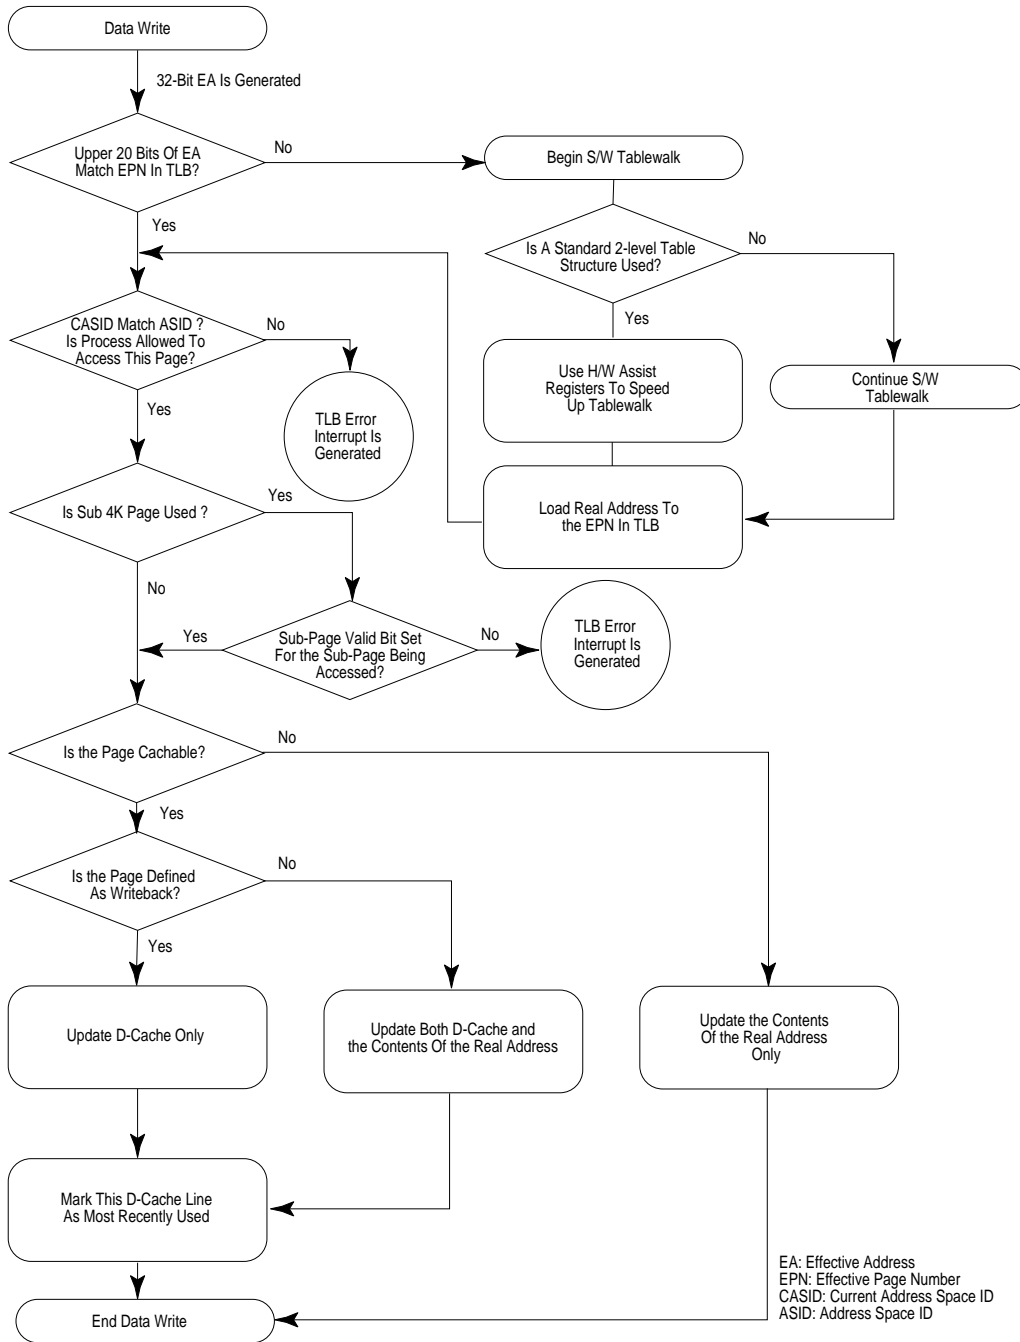 Data Write
32-Bit EA Is Generated
Upper 20 Bits Of EA
Match EPN In TLB?
No
Begin S/W Tablewalk
Yes
Is A Standard 2-level Table
Structure Used?
No
Yes
CASID Match ASID ?
Is Process Allowed To
Access This Page?
No
Yes
Use H/W Assist
Registers To Speed
Up Tablewalk
Continue S/W
Tablewalk
TLB Error
Interrupt Is
Generated
Is Sub 4K Page Used ?
Yes
Load Real Address To
the EPN In TLB
No
Sub-Page Valid Bit Set
For the Sub-Page Being
Accessed?
Yes
No
TLB Error
Interrupt Is
Generated
Is the Page Cachable?
No
Yes
Is the Page Defined
As Writeback?
No
Yes
Update D-Cache Only
Update Both D-Cache and
the Contents Of the Real Address
Update the Contents
Of the Real Address
Only
Mark This D-Cache Line
As Most Recently Used
End Data Write
EA: Effective Address
EPN: Effective Page Number
CASID: Current Address Space ID
ASID: Address Space ID